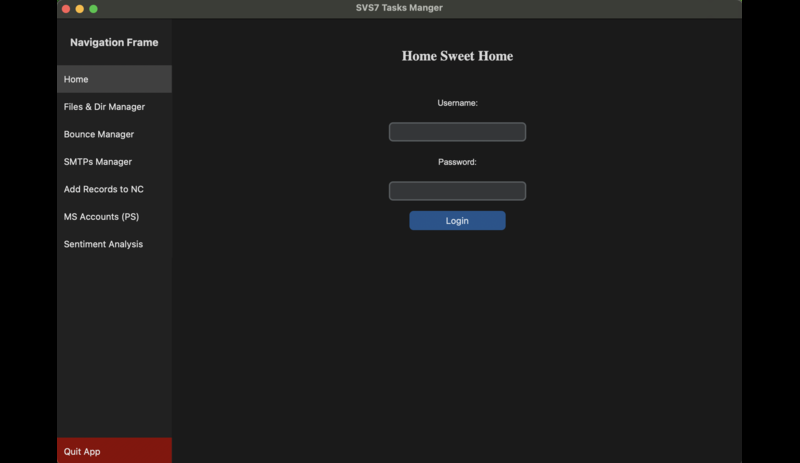 SVS7 Tasks Manger
Navigation Frame
Home
Files & Dir Manager
Bounce Manager
SMTPs Manager
Add Records to NC
MS Accounts (PS)
Sentiment Analysis
Quit App
Home Sweet Home
Username:
Password:
Login